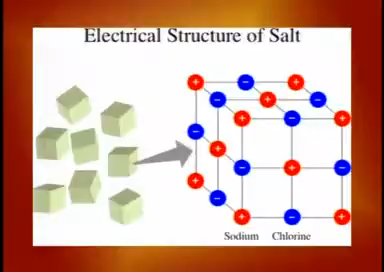 Electrical Structure of Salt
+ − +
− + −
+ − +
−
+
− + −
+
−
+ − +
Sodium Chlorine